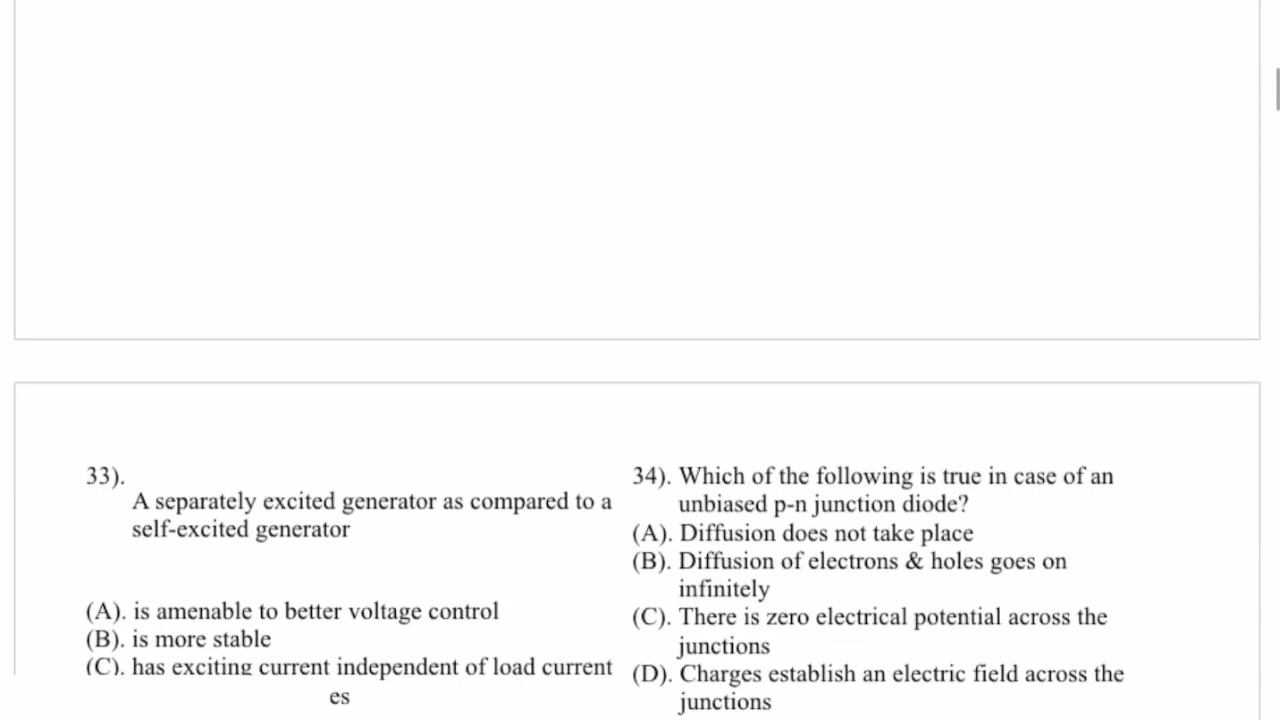 33).
A separately excited generator as compared to a
self-excited generator
(A). is amenable to better voltage control
(B). is more stable
(C). has exciting current independent of load current
es
34). Which of the following is true in case of an
unbiased p-n junction diode?
(A). Diffusion does not take place
(B). Diffusion of electrons & holes goes on
infinitely
(C). There is zero electrical potential across the
junctions
(D). Charges establish an electric field across the
junctions